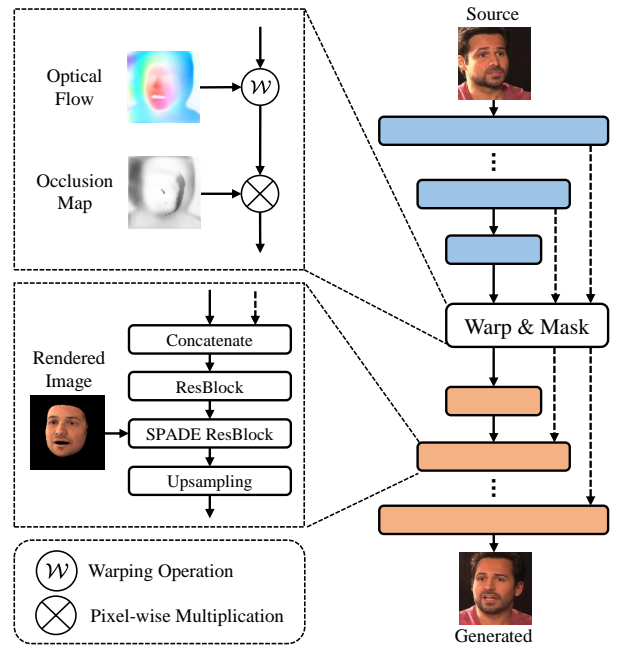 Source
Optical
Flow
𝒲
Occlusion
Map
Warp & Mask
Concatenate
Rendered
Image
ResBlock
SPADE ResBlock
Upsampling
𝒲 Warping Operation
Pixel-wise Multiplication
Generated